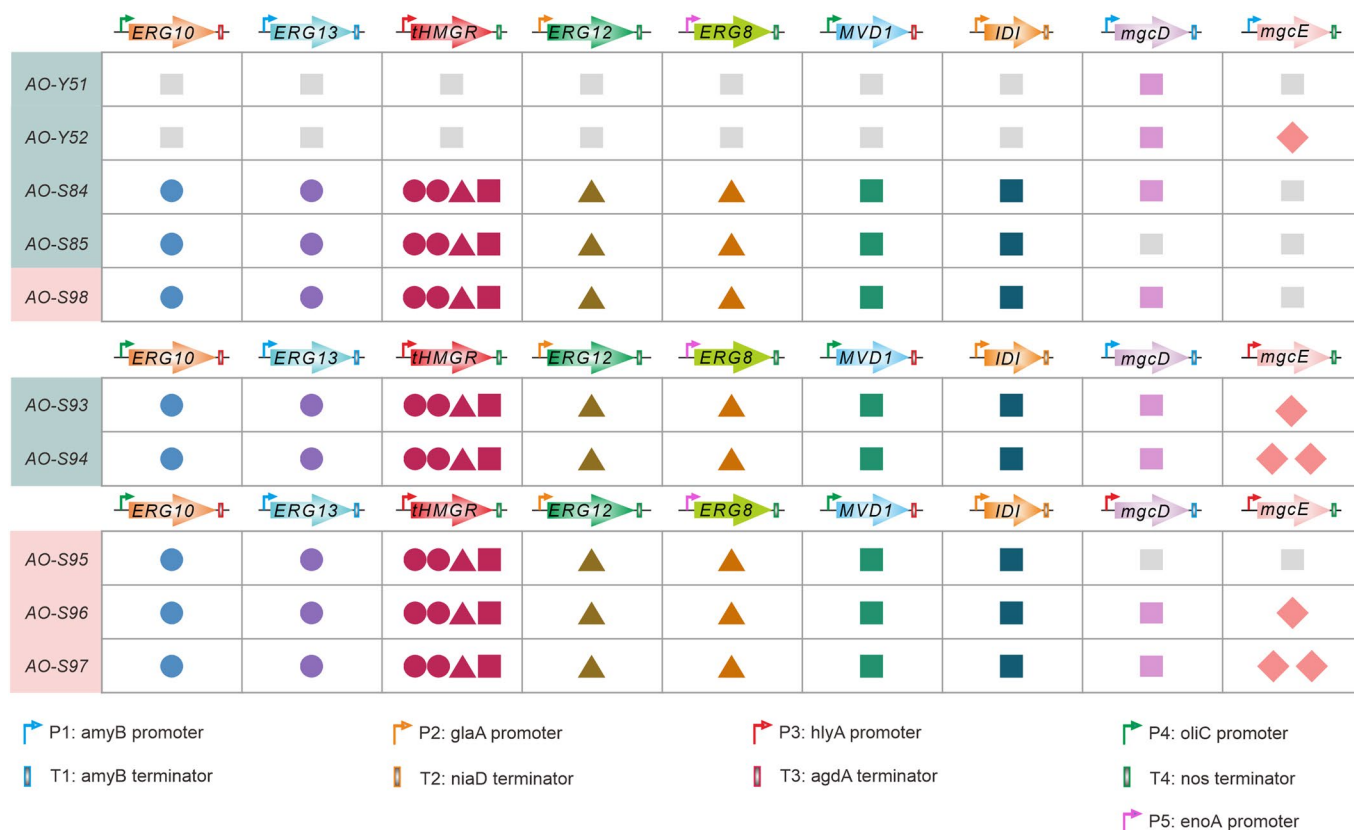 ERG10 ERG13 tHMGR ERG12 ERG8 MVD1 IDI mgcD mgcE
AO-Y51
AO-Y52
AO-S84
AO-S85
AO-S98
ERG10 ERG13 tHMGR ERG12 ERG8 MVD1 IDI mgcD mgcE
AO-S93
AO-S94
ERG10 ERG13 tHMGR ERG12 ERG8 MVD1 IDI mgcD mgcE
AO-S95
AO-S96
AO-S97
P1: amyB promoter P2: glaA promoter P3: hlyA promoter P4: oliC promoter
T1: amyB terminator T2: niaD terminator T3: agdA terminator T4: nos terminator
P5: enoA promoter